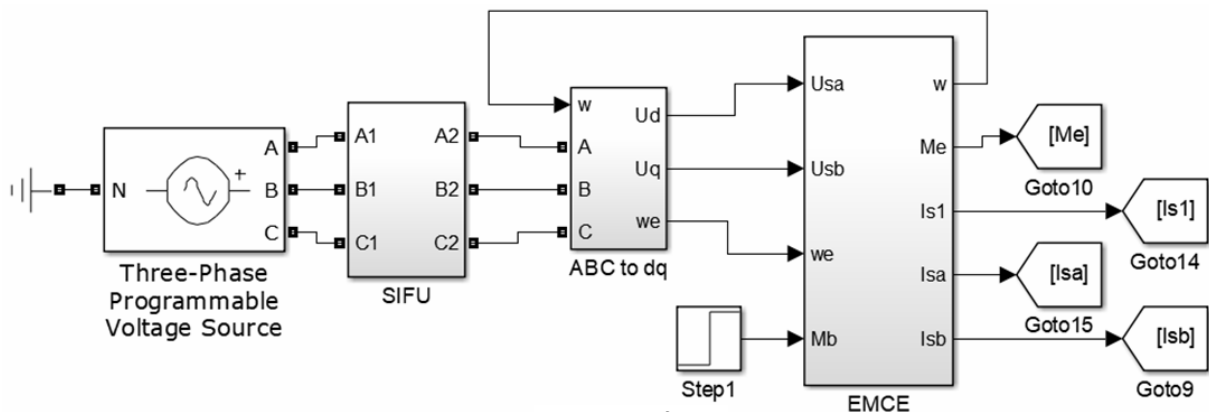 N
A
B
C
+
Three-Phase
Programmable
Voltage Source
A1
B1
C1
A2
B2
C2
SIFU
w
A
B
C
Ud
Uq
we
ABC to dq
Step1
Usa
Usb
we
Mb
w
Me
Is1
Isa
Isb
EMCE
[Me]
Goto10
[Is1]
Goto14
[Isa]
Goto15
[Isb]
Goto9